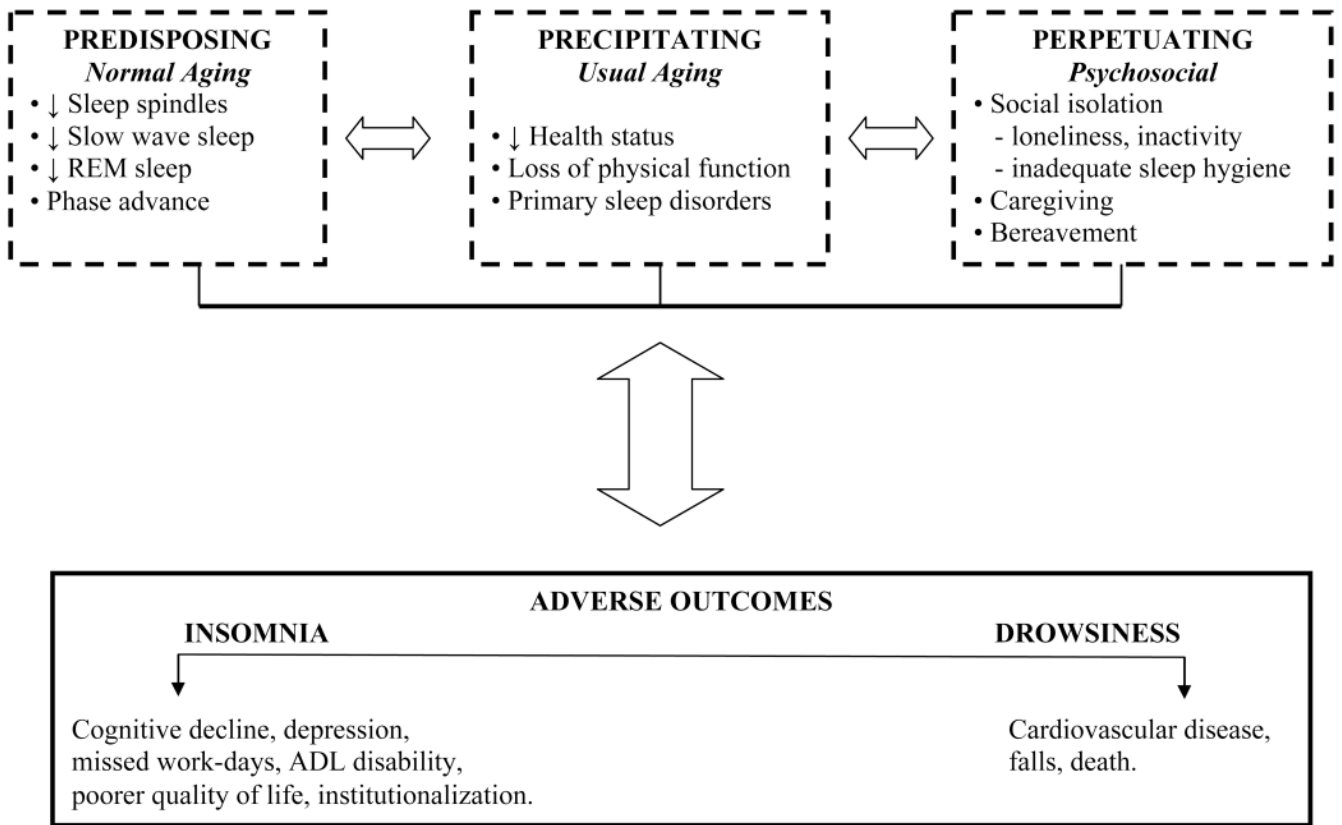 PREDISPOSING
Normal Aging
• ↓ Sleep spindles
• ↓ Slow wave sleep
• ↓ REM sleep
• Phase advance
PRECIPITATING
Usual Aging
• ↓ Health status
• Loss of physical function
• Primary sleep disorders
PERPETUATING
Psychosocial
• Social isolation
- loneliness, inactivity
- inadequate sleep hygiene
• Caregiving
• Bereavement
ADVERSE OUTCOMES
INSOMNIA
DROWSINESS
Cognitive decline, depression,
missed work-days, ADL disability,
poorer quality of life, institutionalization.
Cardiovascular disease,
falls, death.